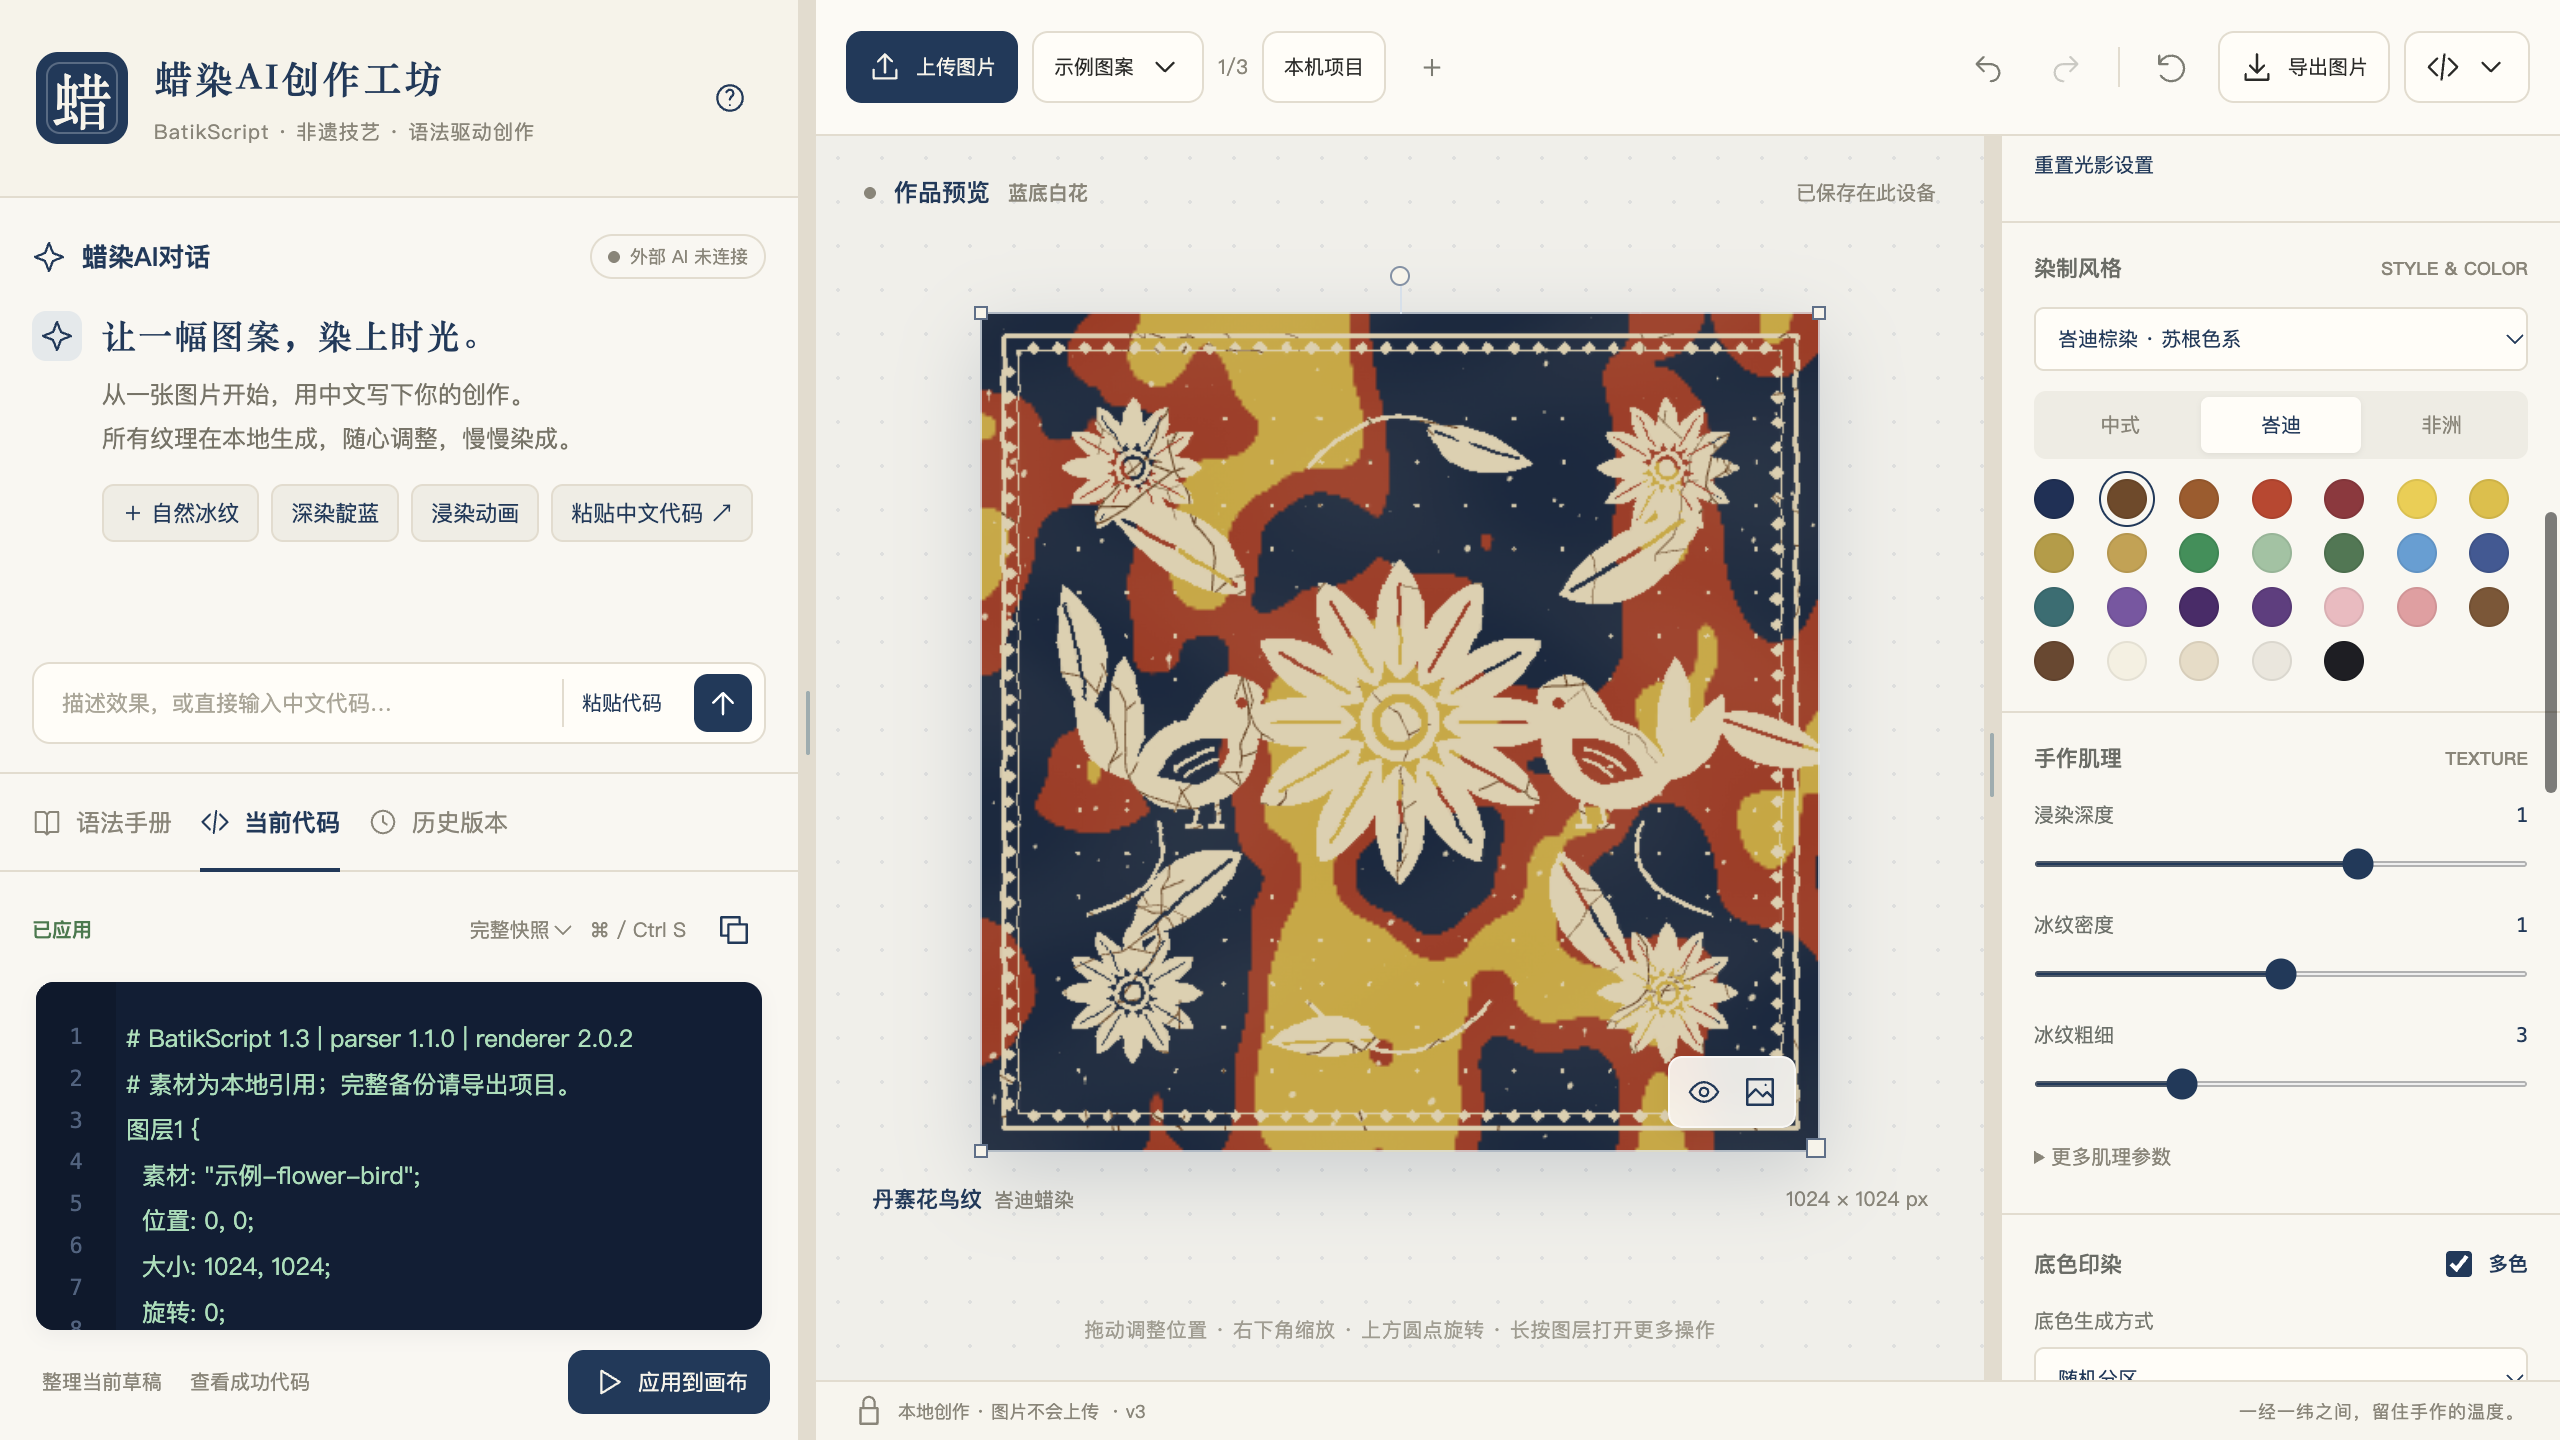 蜡
蜡染AI创作工坊
BatikScript · 非遗技艺 · 语法驱动创作
蜡染AI对话
外部 AI 未连接
让一幅图案，染上时光。
从一张图片开始，用中文写下你的创作。
所有纹理在本地生成，随心调整，慢慢染成。
+ 自然冰纹
深染靛蓝
浸染动画
粘贴中文代码 ↗
描述效果，或直接输入中文代码...
粘贴代码
语法手册
当前代码
历史版本
已应用
完整快照
⌘ / Ctrl S
1 # BatikScript 1.3 | parser 1.1.0 | renderer 2.0.2
2 # 素材为本地引用；完整备份请导出项目。
3 图层1 {
4 素材: "示例-flower-bird";
5 位置: 0, 0;
6 大小: 1024, 1024;
7 旋转: 0;
8
整理当前草稿
查看成功代码
应用到画布
上传图片
示例图案
1/3
本机项目
+
导出图片
作品预览 蓝底白花
已保存在此设备
丹寨花鸟纹 峇迪蜡染
1024 × 1024 px
拖动调整位置 · 右下角缩放 · 上方圆点旋转 · 长按图层打开更多操作
本地创作 · 图片不会上传 · v3
一经一纬之间，留住手作的温度。
重置光影设置
染制风格
STYLE & COLOR
峇迪棕染 · 苏根色系
中式
峇迪
非洲
手作肌理
TEXTURE
浸染深度
1
冰纹密度
1
冰纹粗细
3
更多肌理参数
底色印染
多色
底色生成方式
随机分区